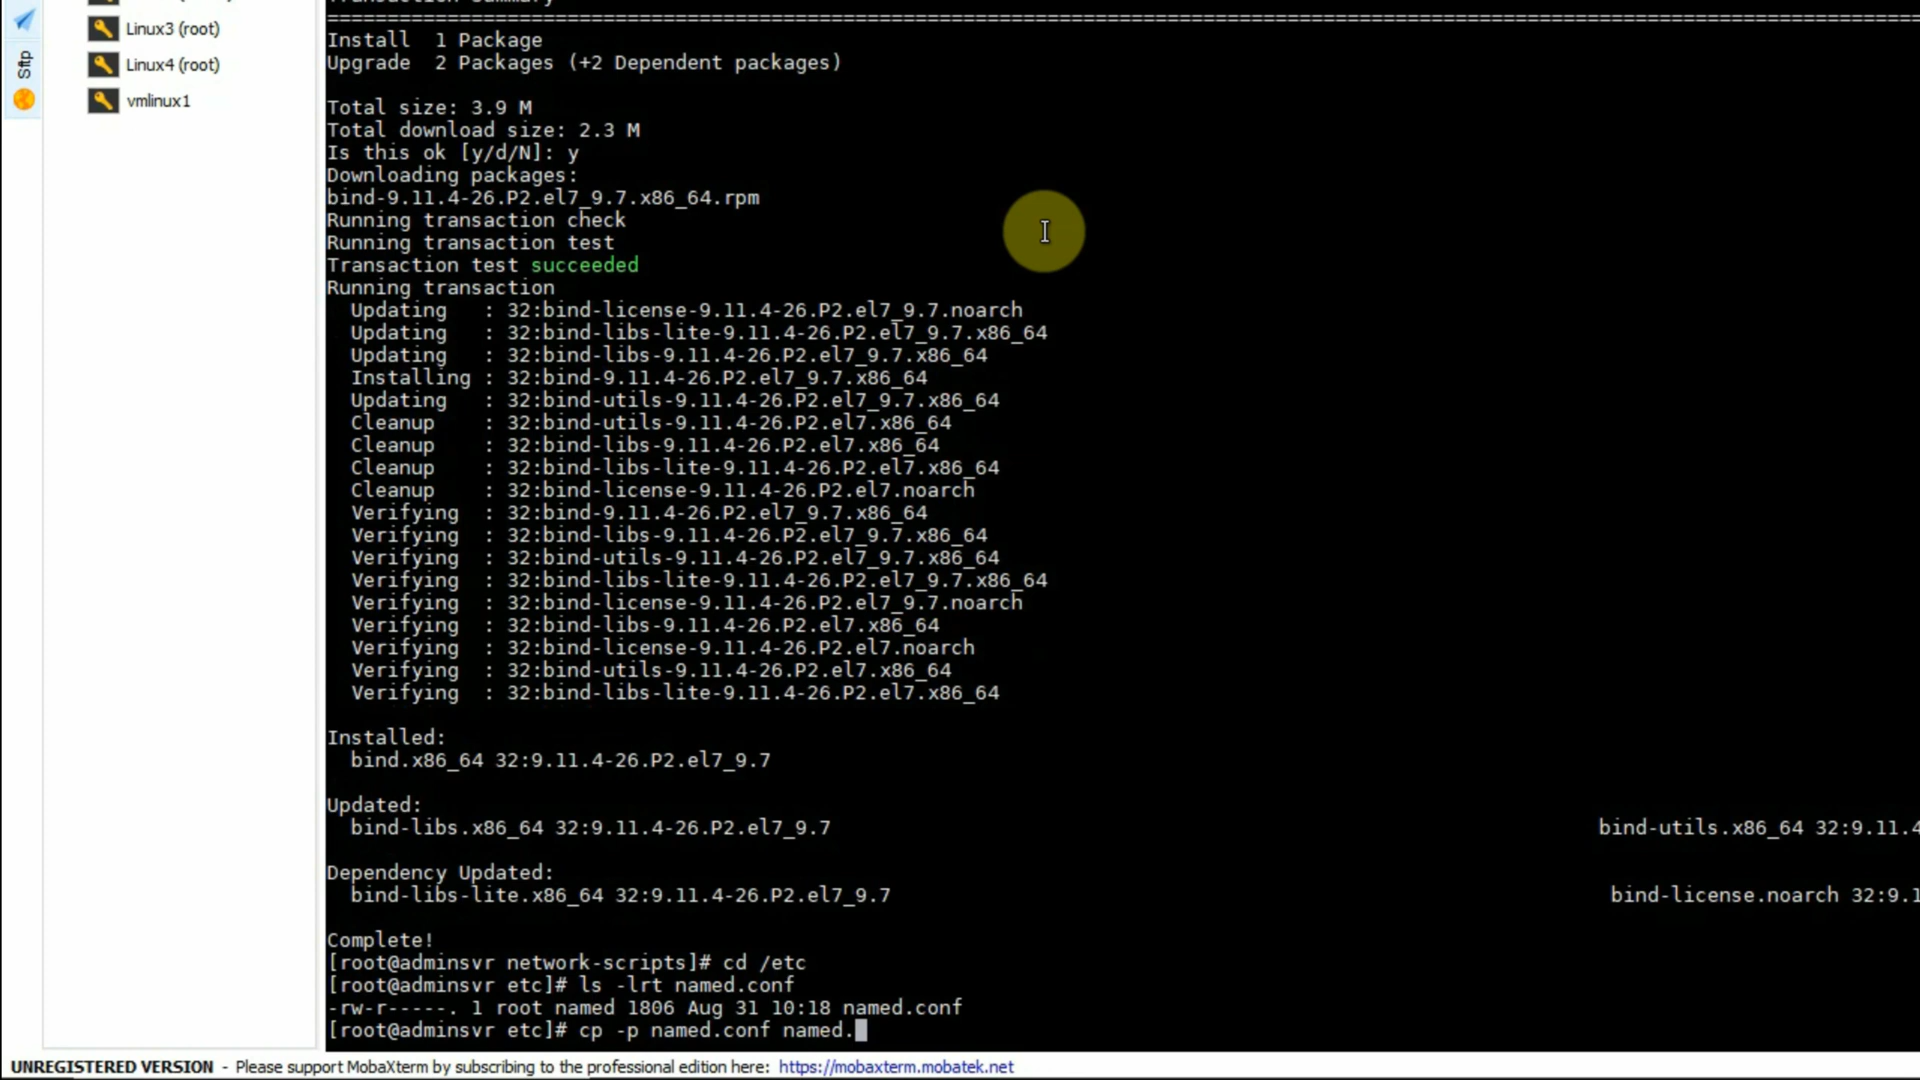 Transaction Summary
================================================================
Install  1 Package
Upgrade  2 Packages (+2 Dependent packages)
Total size: 3.9 M
Total download size: 2.3 M
Is this ok [y/d/N]: y
Downloading packages:
bind-9.11.4-26.P2.el7_9.7.x86_64.rpm
Running transaction check
Running transaction test
Transaction test succeeded
Running transaction
Updating   : 32:bind-license-9.11.4-26.P2.el7_9.7.noarch
Updating   : 32:bind-libs-lite-9.11.4-26.P2.el7_9.7.x86_64
Updating   : 32:bind-libs-9.11.4-26.P2.el7_9.7.x86_64
Installing : 32:bind-9.11.4-26.P2.el7_9.7.x86_64
Updating   : 32:bind-utils-9.11.4-26.P2.el7_9.7.x86_64
Cleanup    : 32:bind-utils-9.11.4-26.P2.el7.x86_64
Cleanup    : 32:bind-libs-9.11.4-26.P2.el7.x86_64
Cleanup    : 32:bind-libs-lite-9.11.4-26.P2.el7.x86_64
Cleanup    : 32:bind-license-9.11.4-26.P2.el7.noarch
Verifying  : 32:bind-9.11.4-26.P2.el7_9.7.x86_64
Verifying  : 32:bind-libs-9.11.4-26.P2.el7_9.7.x86_64
Verifying  : 32:bind-utils-9.11.4-26.P2.el7_9.7.x86_64
Verifying  : 32:bind-libs-lite-9.11.4-26.P2.el7_9.7.x86_64
Verifying  : 32:bind-license-9.11.4-26.P2.el7_9.7.noarch
Verifying  : 32:bind-libs-9.11.4-26.P2.el7.x86_64
Verifying  : 32:bind-license-9.11.4-26.P2.el7.noarch
Verifying  : 32:bind-utils-9.11.4-26.P2.el7.x86_64
Verifying  : 32:bind-libs-lite-9.11.4-26.P2.el7.x86_64
Installed:
bind.x86_64 32:9.11.4-26.P2.el7_9.7
Updated:
bind-libs.x86_64 32:9.11.4-26.P2.el7_9.7 bind-utils.x86_64 32:9.11.4
Dependency Updated:
bind-libs-lite.x86_64 32:9.11.4-26.P2.el7_9.7 bind-license.noarch 32:9.1
Complete!
[root@adminsvr network-scripts]# cd /etc
[root@adminsvr etc]# ls -lrt named.conf
-rw-r-----. 1 root named 1806 Aug 31 10:18 named.conf
[root@adminsvr etc]# cp -p named.conf named.
Sftp
Linux3 (root)
Linux4 (root)
vmlinux1
UNREGISTERED VERSION - Please support MobaXterm by subscribing to the professional edition here: https://mobaxterm.mobatek.net